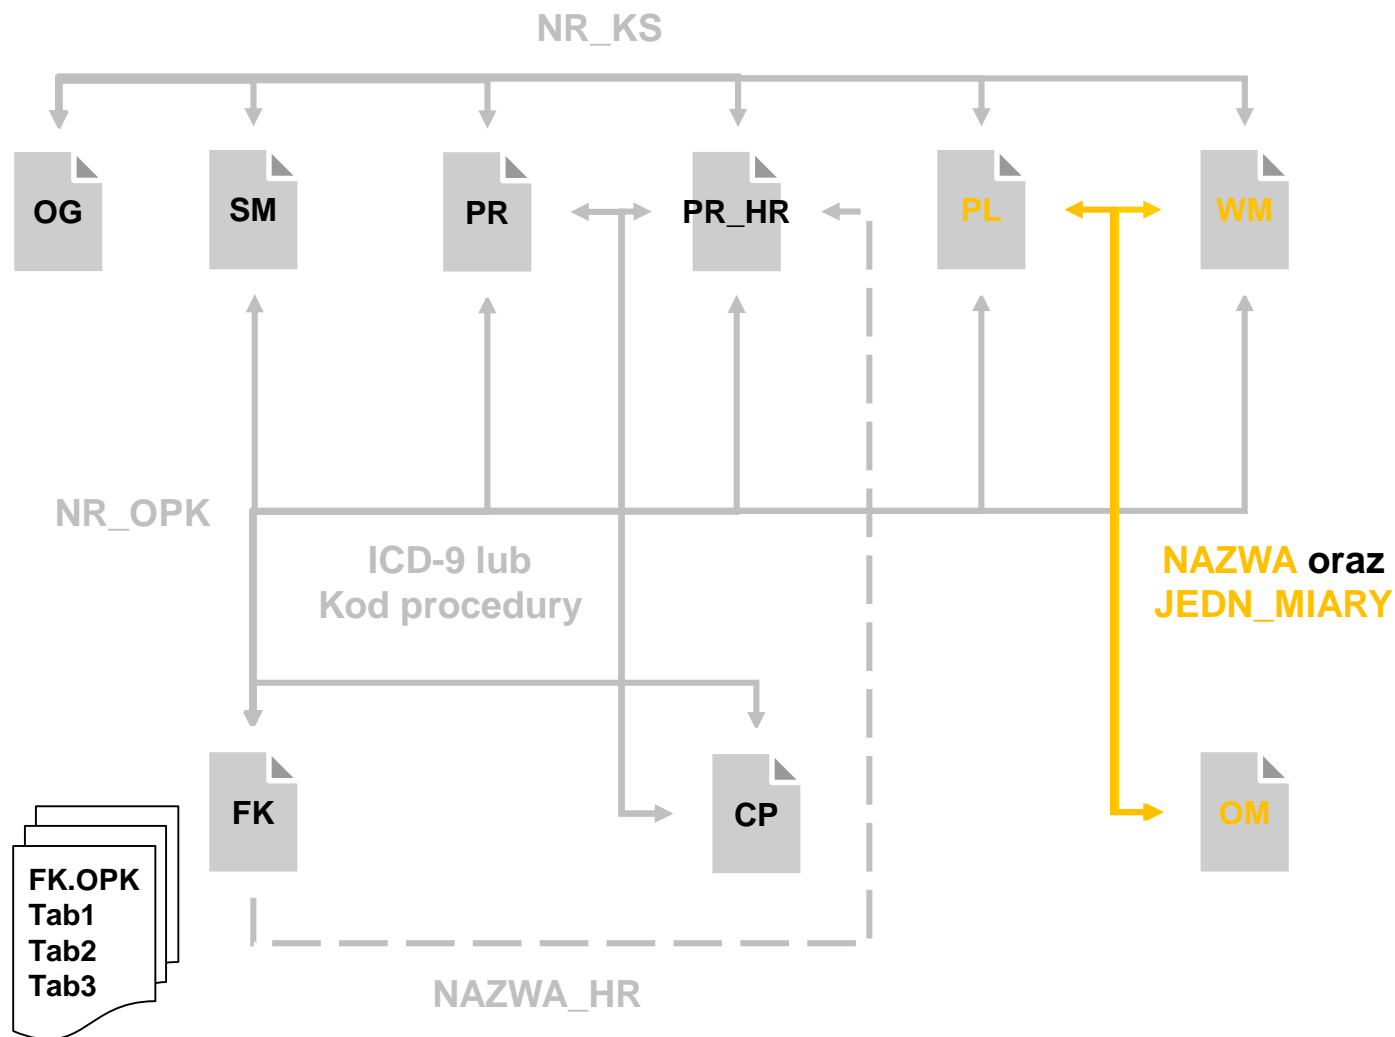 NR_KS
OG
SM
PR
PR_HR
PL
WM
NR_OPK
ICD-9 lub
Kod procedury
NAZWA oraz
JEDN_MIARY
FK
CP
OM
FK.OPK
Tab1
Tab2
Tab3
NAZWA_HR